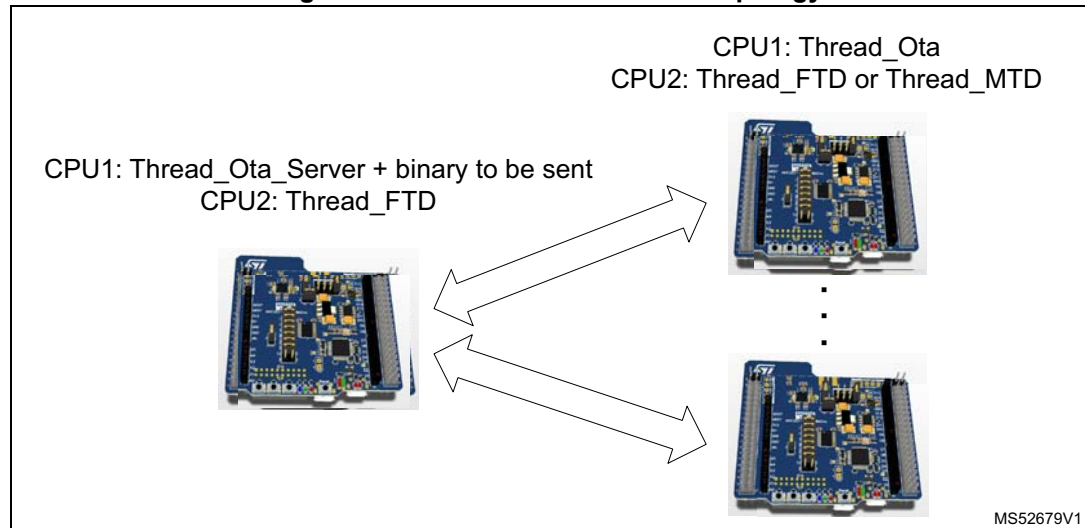 CPU1: Thread_Ota
CPU2: Thread_FTD or Thread_MTD
CPU1: Thread_Ota_Server + binary to be sent
CPU2: Thread_FTD
MS52679V1